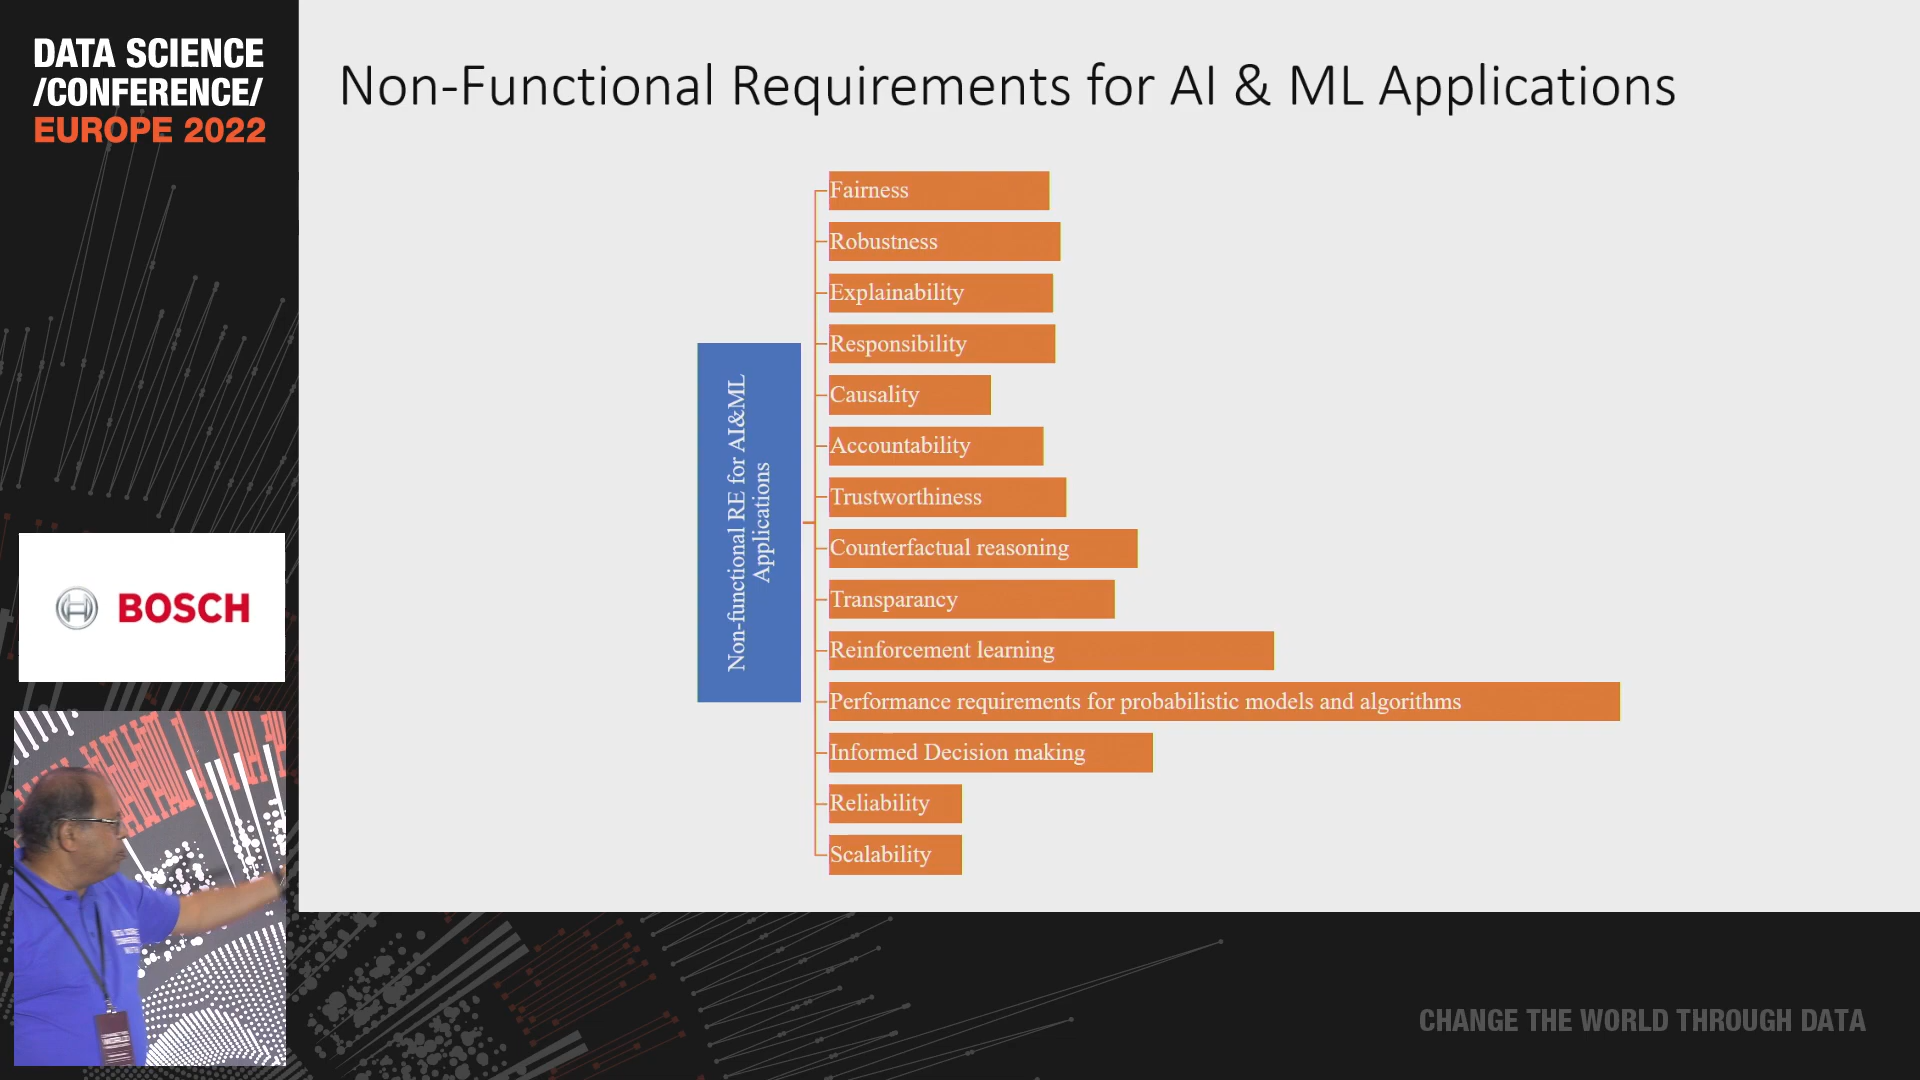 DATA SCIENCE
/CONFERENCE/
EUROPE 2022
Non-Functional Requirements for AI & ML Applications
Non-functional RE for AI&ML
Applications
Fairness
Robustness
Explainability
Responsibility
Causality
Accountability
Trustworthiness
Counterfactual reasoning
Transparancy
Reinforcement learning
Performance requirements for probabilistic models and algorithms
Informed Decision making
Reliability
Scalability
BOSCH
CHANGE THE WORLD THROUGH DATA